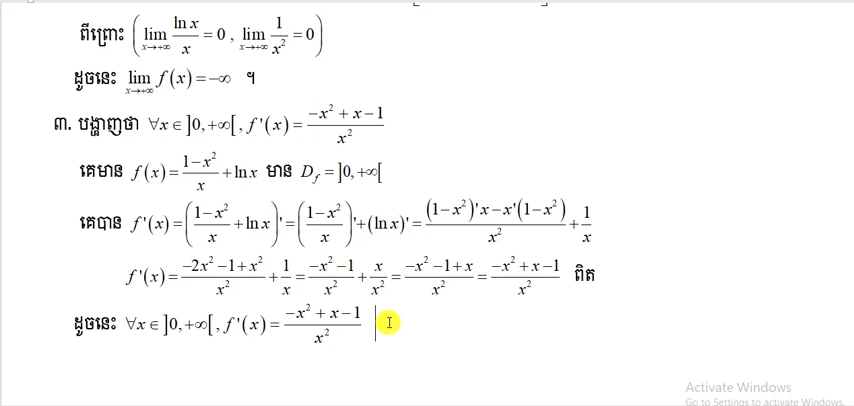 ពីព្រោះ ( lim x→+∞ ln x / x = 0 , lim x→+∞ 1 / x² = 0 )
ដូចនេះ lim x→+∞ f(x) = −∞ ។
៣. បង្ហាញថា ∀x ∈ ]0, +∞[ , f '(x) = (−x² + x − 1) / x²
គេមាន f(x) = (1 − x²) / x + ln x មាន D_f = ]0, +∞[
គេបាន f '(x) = ( (1 − x²) / x + ln x )' = ( (1 − x²) / x )' + (ln x)' = ( (1 − x²)' x − x' (1 − x²) ) / x² + 1 / x
f '(x) = (−2x² − 1 + x²) / x² + 1 / x = (−x² − 1) / x² + x / x² = (−x² − 1 + x) / x² = (−x² + x − 1) / x² ពិត
ដូចនេះ ∀x ∈ ]0, +∞[ , f '(x) = (−x² + x − 1) / x²
Activate Windows
Go to Settings to activate Windows.